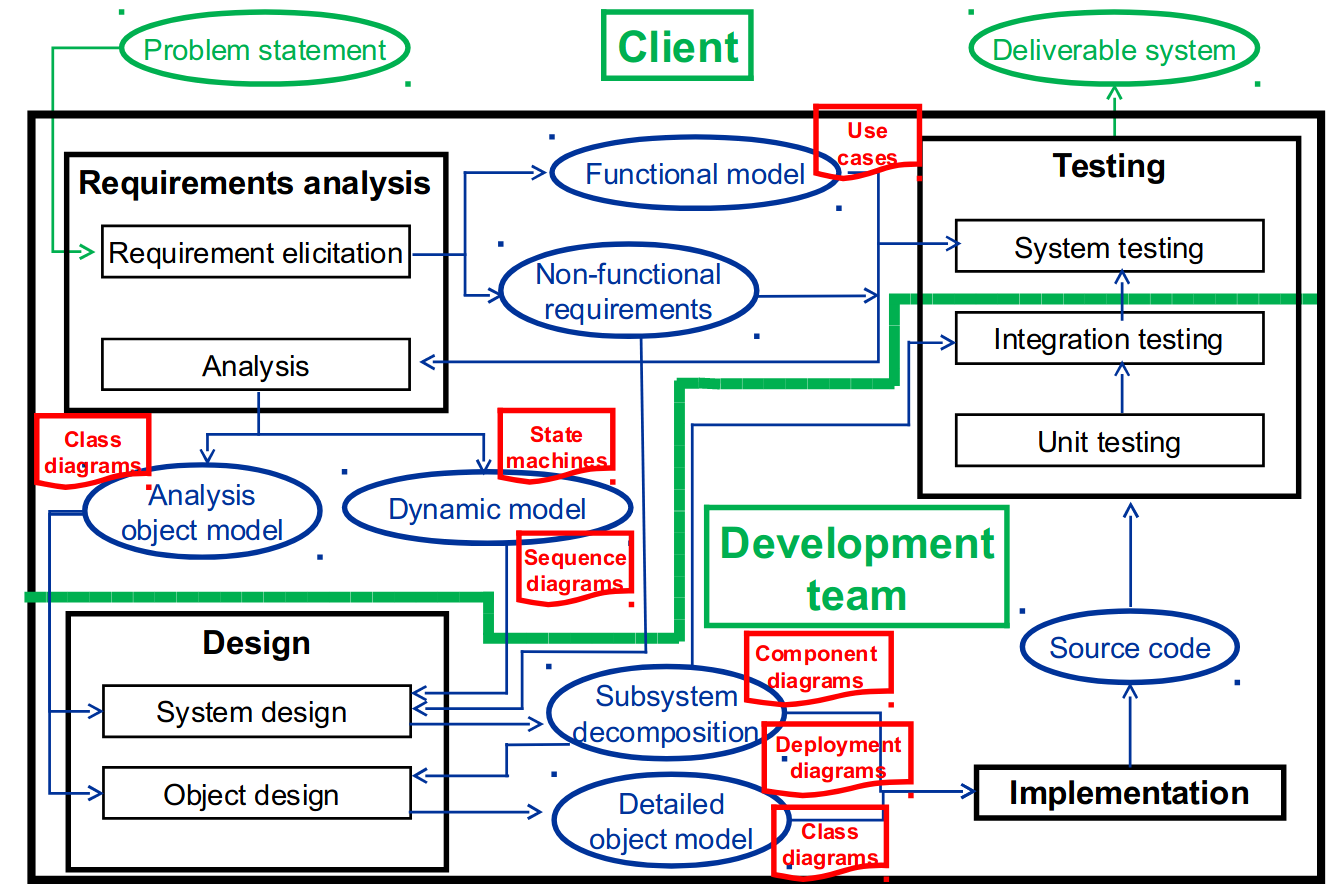 Problem statement
Client
Deliverable system
Use
cases
Requirements analysis
Functional model
Testing
Requirement elicitation
Non-functional
requirements
System testing
Integration testing
Analysis
Unit testing
Class
diagrams
State
machines
Analysis
object model
Dynamic model
Sequence
diagrams
Development
team
Design
Component
diagrams
Source code
System design
Subsystem
decomposition
Deployment
diagrams
Object design
Detailed
object model
Class
diagrams
Implementation